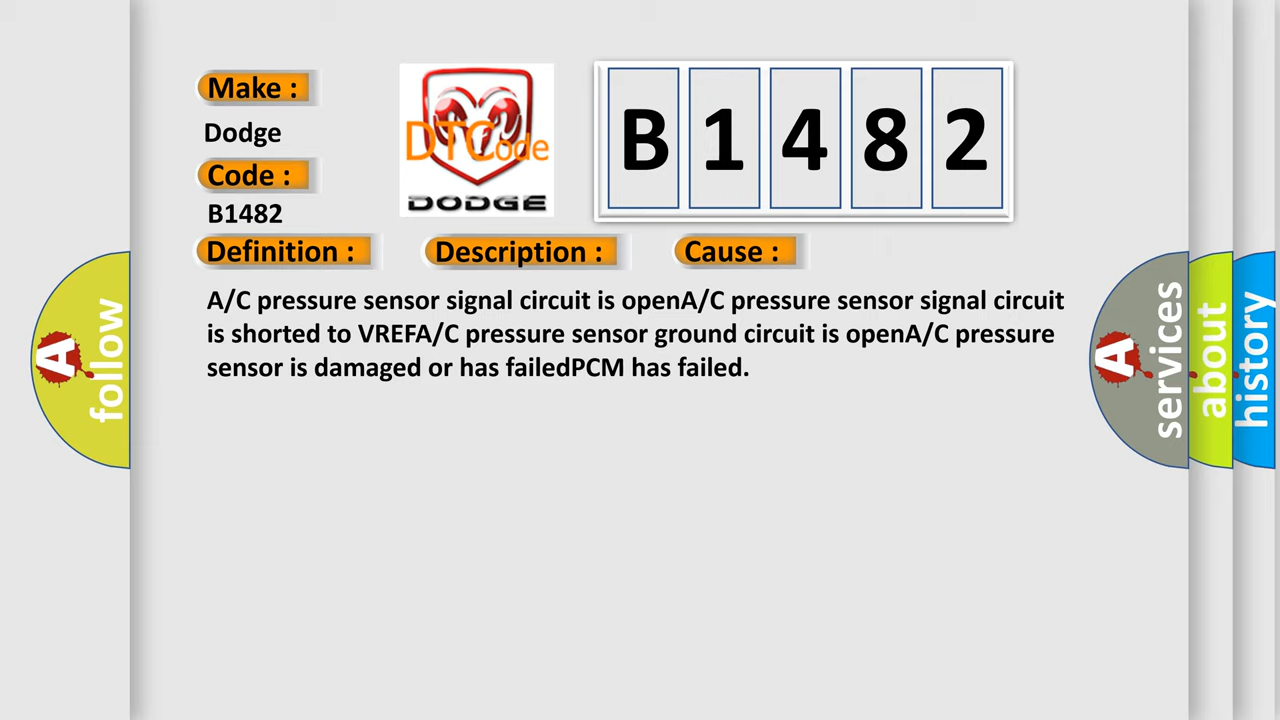 Make :
Dodge
Code :
B1482
DTCode
DODGE
B 1 4 8 2
Definition :
Description :
Cause :
A/C pressure sensor signal circuit is openA/C pressure sensor signal circuit
is shorted to VREFA/C pressure sensor ground circuit is openA/C pressure
sensor is damaged or has failedPCM has failed.
A follow
A services
about
history